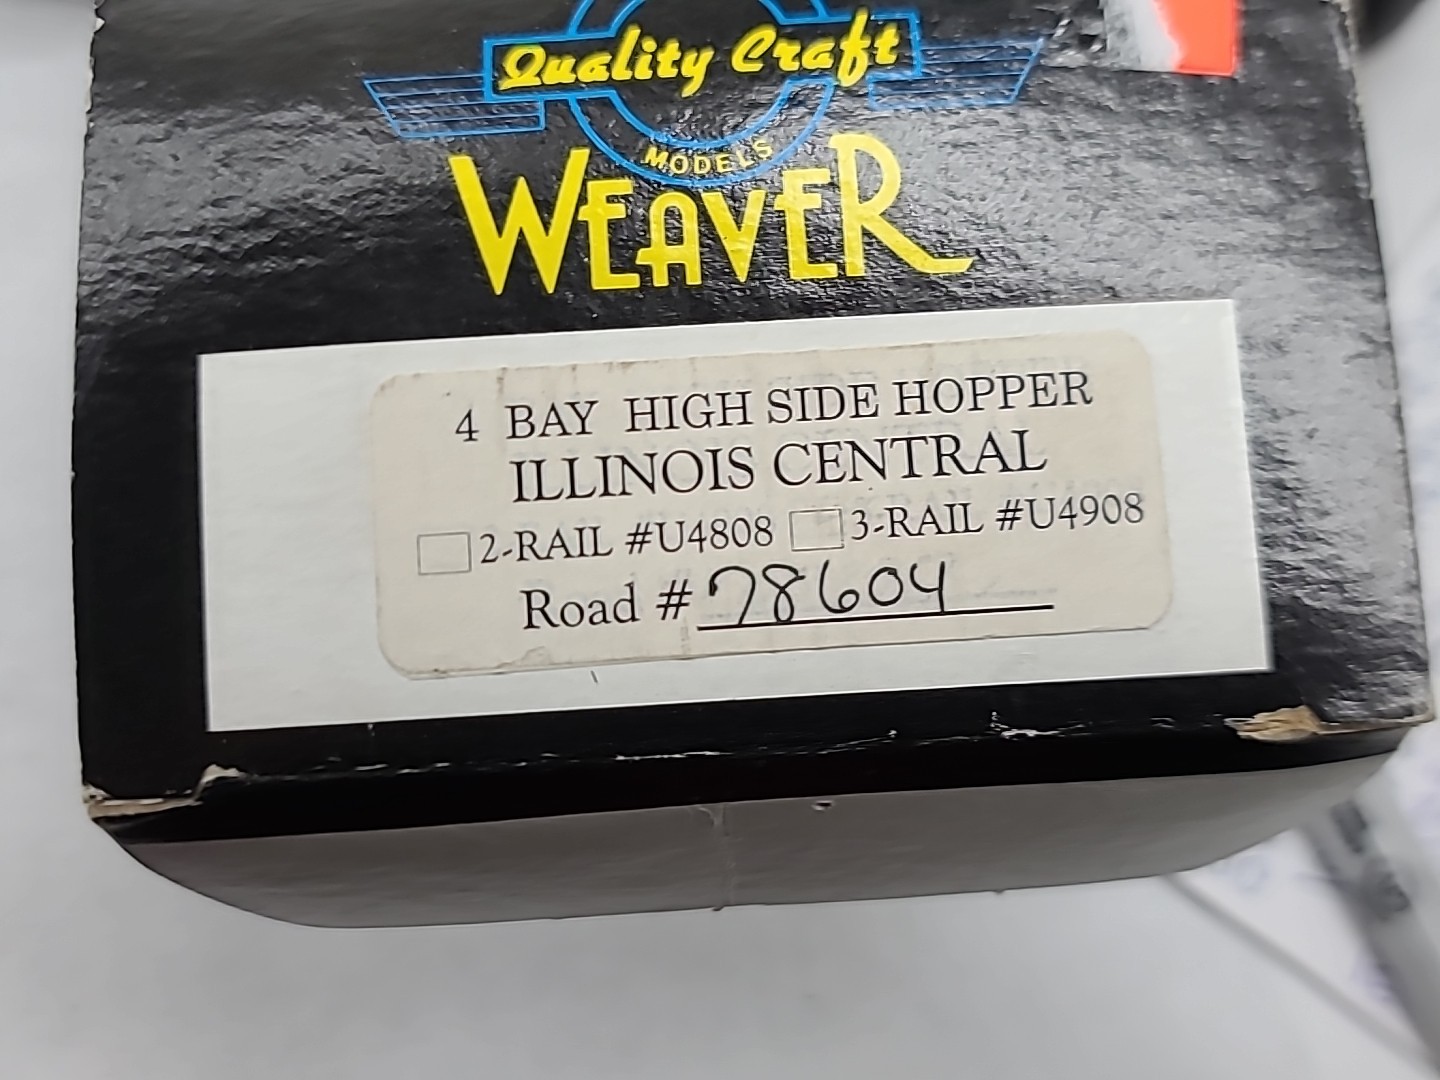 Quality Craft
MODELS
WEAVER
4 BAY HIGH SIDE HOPPER
ILLINOIS CENTRAL
2-RAIL #U4808 3-RAIL #U4908
Road # 78604